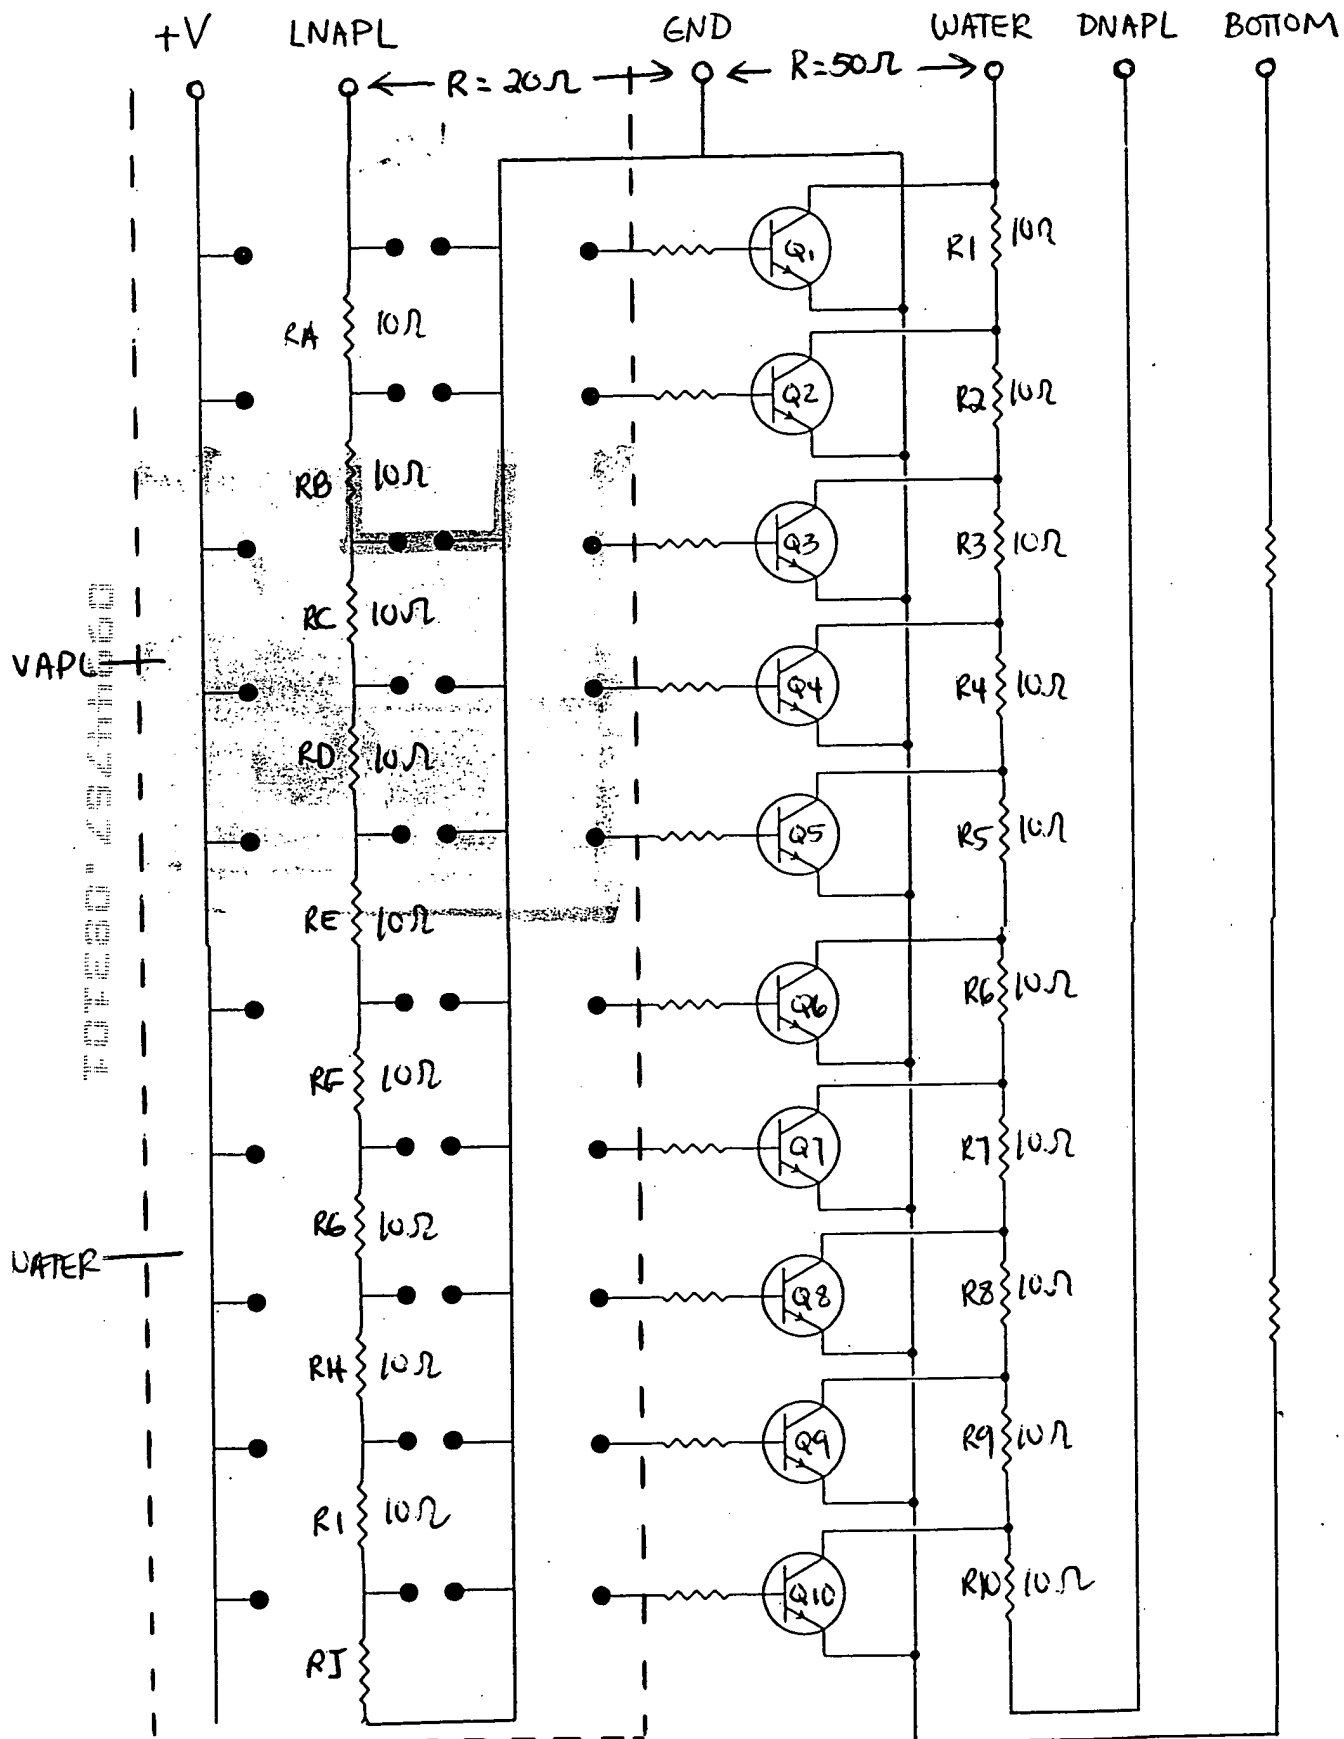 +V LNAPL GND WATER DNAPL BOTTOM
R = 20Ω R=50Ω
Q1 R1 10Ω
RA 10Ω
Q2 R2 10Ω
RB 10Ω
Q3 R3 10Ω
RC 10Ω
VAPL
Q4 R4 10Ω
RD 10Ω
Q5 R5 10Ω
RE 10Ω
Q6 R6 10Ω
RF 10Ω
Q7 R7 10Ω
RG 10Ω
WATER
Q8 R8 10Ω
RH 10Ω
Q9 R9 10Ω
RI 10Ω
Q10 R10 10Ω
RJ